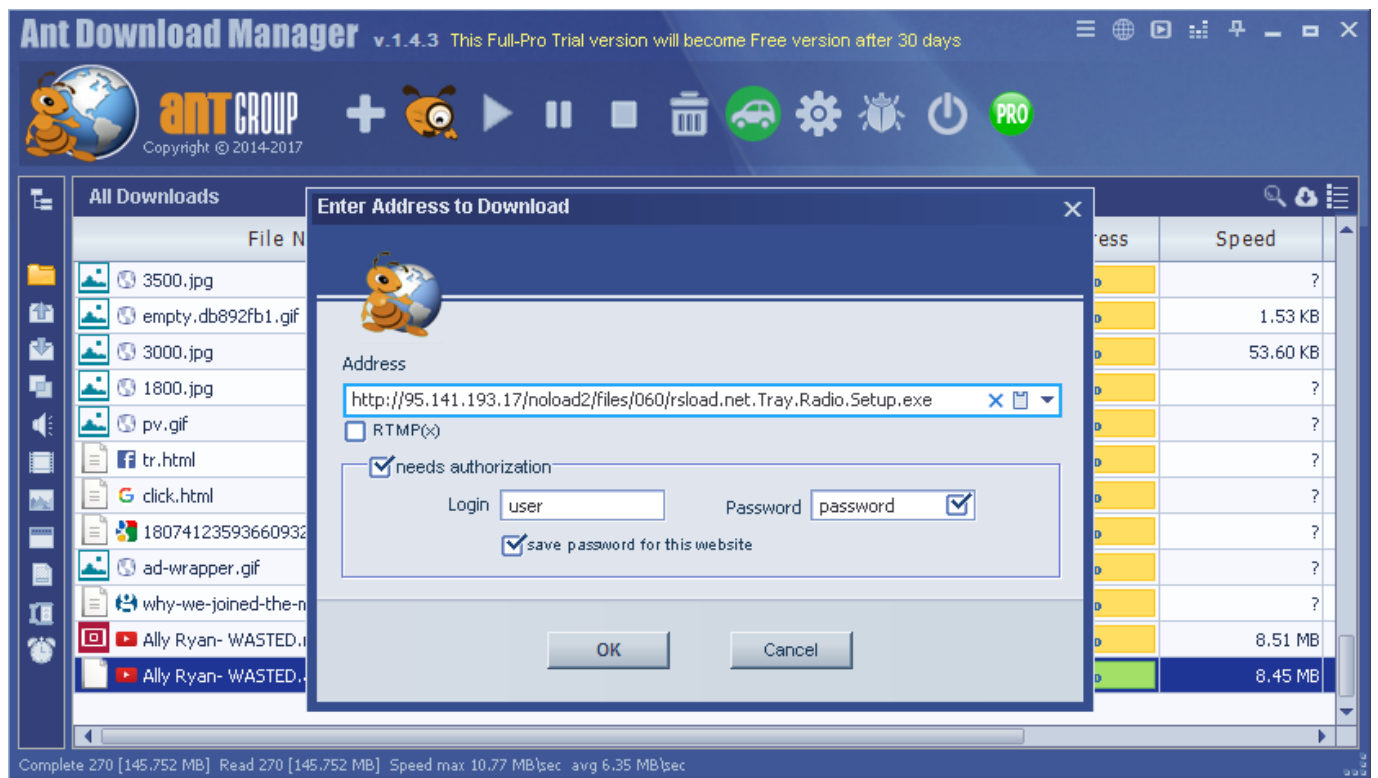 Ant Download Manager v.1.4.3 This Full-Pro Trial version will become Free version after 30 days
ANT GROUP
Copyright © 2014-2017
PRO
All Downloads
Enter Address to Download
File N
ress
Speed
3500.jpg
?
empty.db892fb1.gif
1.53 KB
3000.jpg
53.60 KB
1800.jpg
?
pv.gif
?
tr.html
?
click.html
?
18074123593660932
?
ad-wrapper.gif
?
why-we-joined-the-n
?
Ally Ryan- WASTED.
8.51 MB
Ally Ryan- WASTED.
8.45 MB
Address
http://95.141.193.17/noload2/files/060/rsload.net.Tray.Radio.Setup.exe
RTMP(x)
needs authorization
Login user Password password
save password for this website
OK Cancel
Complete 270 [145.752 MB] Read 270 [145.752 MB] Speed max 10.77 MB\sec avg 6.35 MB\sec